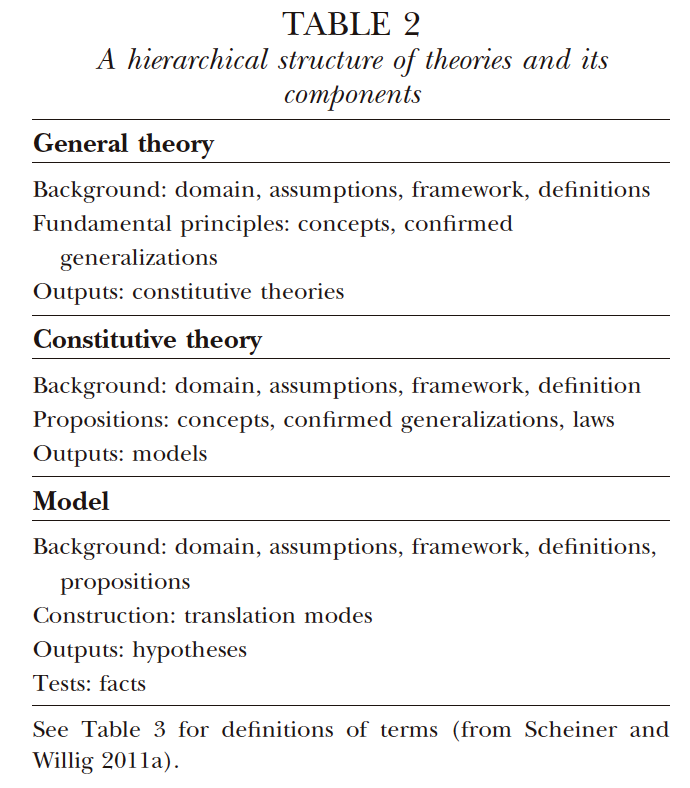 TABLE 2
A hierarchical structure of theories and its
components
General theory
Background: domain, assumptions, framework, definitions
Fundamental principles: concepts, confirmed
generalizations
Outputs: constitutive theories
Constitutive theory
Background: domain, assumptions, framework, definition
Propositions: concepts, confirmed generalizations, laws
Outputs: models
Model
Background: domain, assumptions, framework, definitions,
propositions
Construction: translation modes
Outputs: hypotheses
Tests: facts
See Table 3 for definitions of terms (from Scheiner and
Willig 2011a).